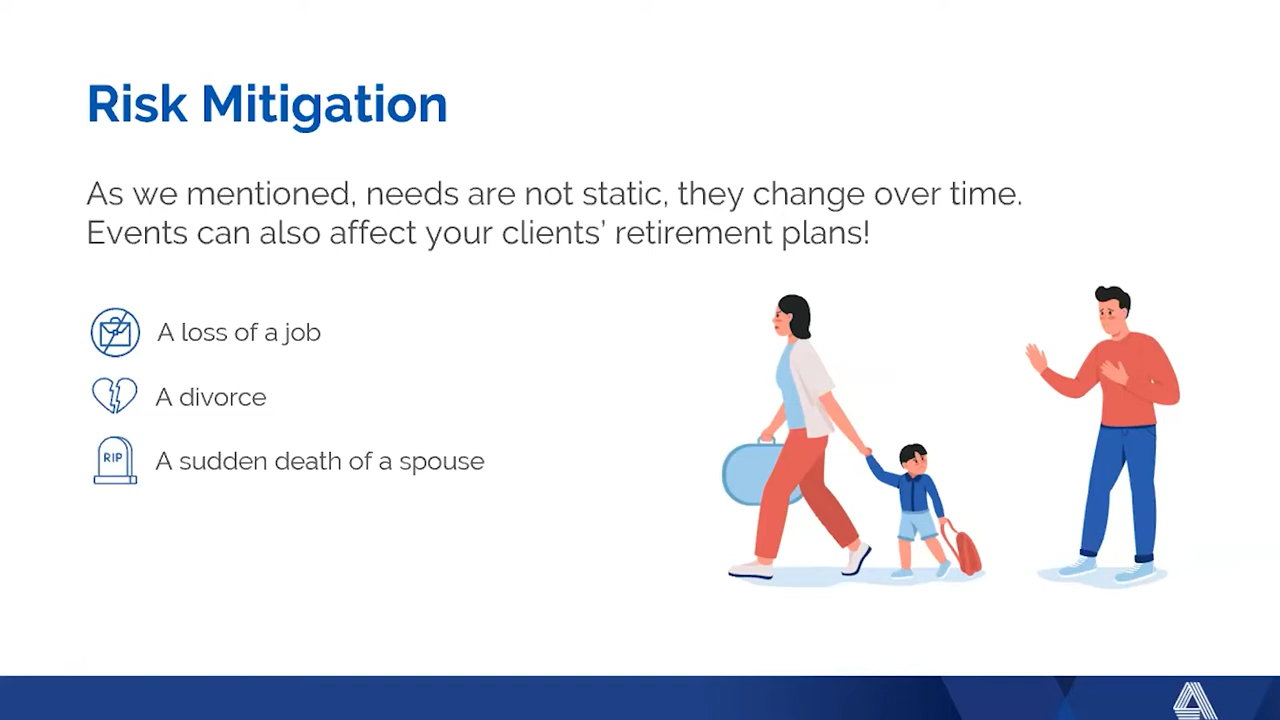 Risk Mitigation
As we mentioned, needs are not static, they change over time.
Events can also affect your clients’ retirement plans!
A loss of a job
A divorce
RIP
A sudden death of a spouse